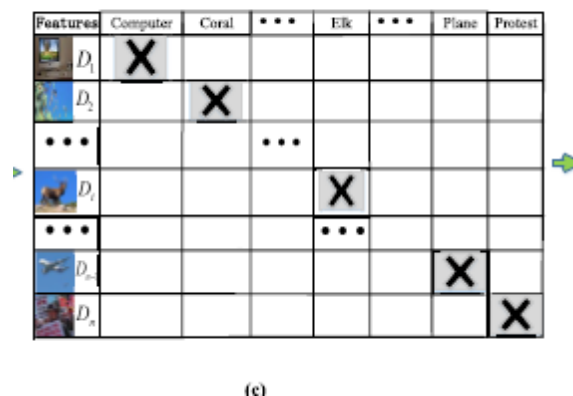 Features Computer Coral ••• Elk ••• Plane Protest
D₁ X
D₂ X
••• •••
Dᵢ X
••• •••
Dₙ₋₁ X
Dₙ X
(c)